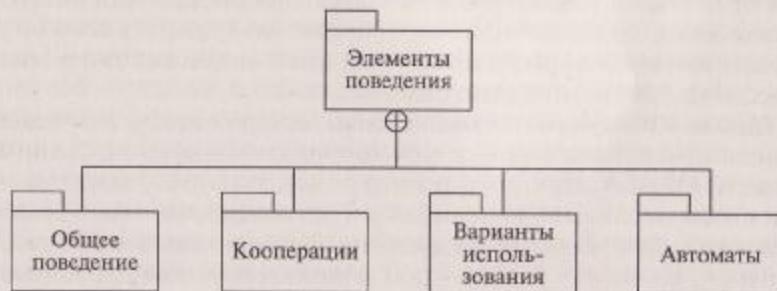 Элементы
поведения
Общее
поведение
Кооперации
Варианты
исполь-
зования
Автоматы